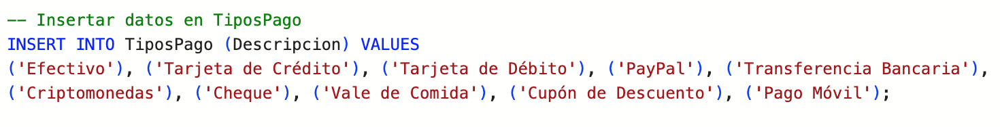 -- Insertar datos en TiposPago
INSERT INTO TiposPago (Descripcion) VALUES
('Efectivo'), ('Tarjeta de Crédito'), ('Tarjeta de Débito'), ('PayPal'), ('Transferencia Bancaria'),
('Criptomonedas'), ('Cheque'), ('Vale de Comida'), ('Cupón de Descuento'), ('Pago Móvil');